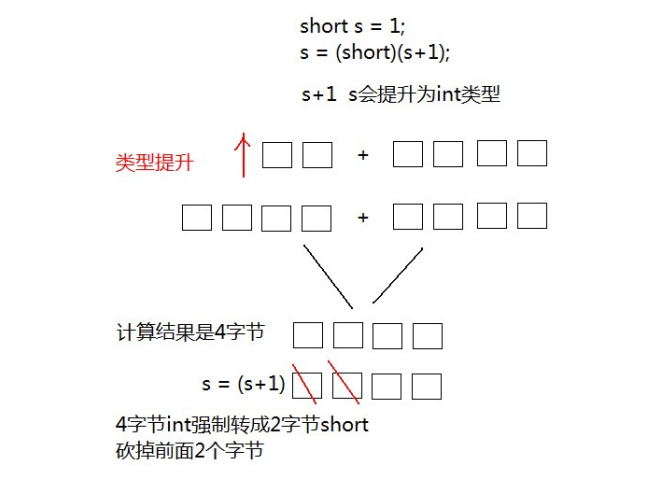 short s = 1;
s = (short)(s+1);
s+1 s会提升为int类型
类型提升
+
+
计算结果是4字节
s = (s+1)
4字节int强制转成2字节short
砍掉前面2个字节